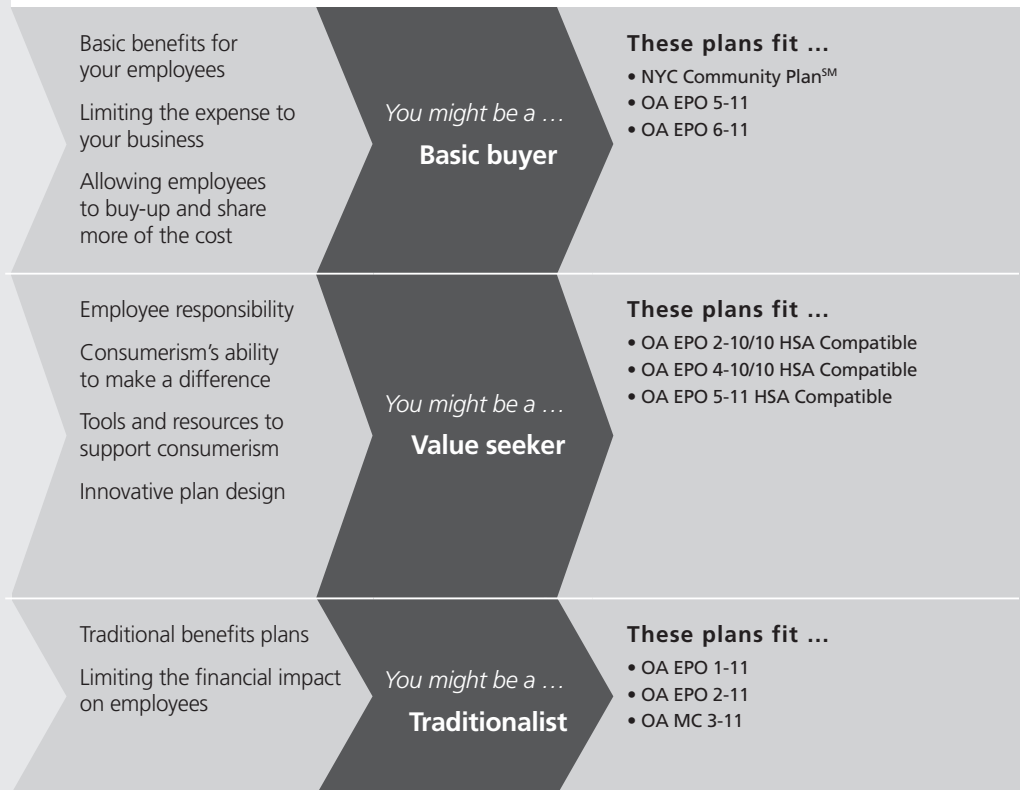 Basic benefits for
your employees
Limiting the expense to
your business
Allowing employees
to buy-up and share
more of the cost
You might be a …
Basic buyer
These plans fit …
• NYC Community Plan℠
• OA EPO 5-11
• OA EPO 6-11
Employee responsibility
Consumerism’s ability
to make a difference
Tools and resources to
support consumerism
Innovative plan design
You might be a …
Value seeker
These plans fit …
• OA EPO 2-10/10 HSA Compatible
• OA EPO 4-10/10 HSA Compatible
• OA EPO 5-11 HSA Compatible
Traditional benefits plans
Limiting the financial impact
on employees
You might be a …
Traditionalist
These plans fit …
• OA EPO 1-11
• OA EPO 2-11
• OA MC 3-11